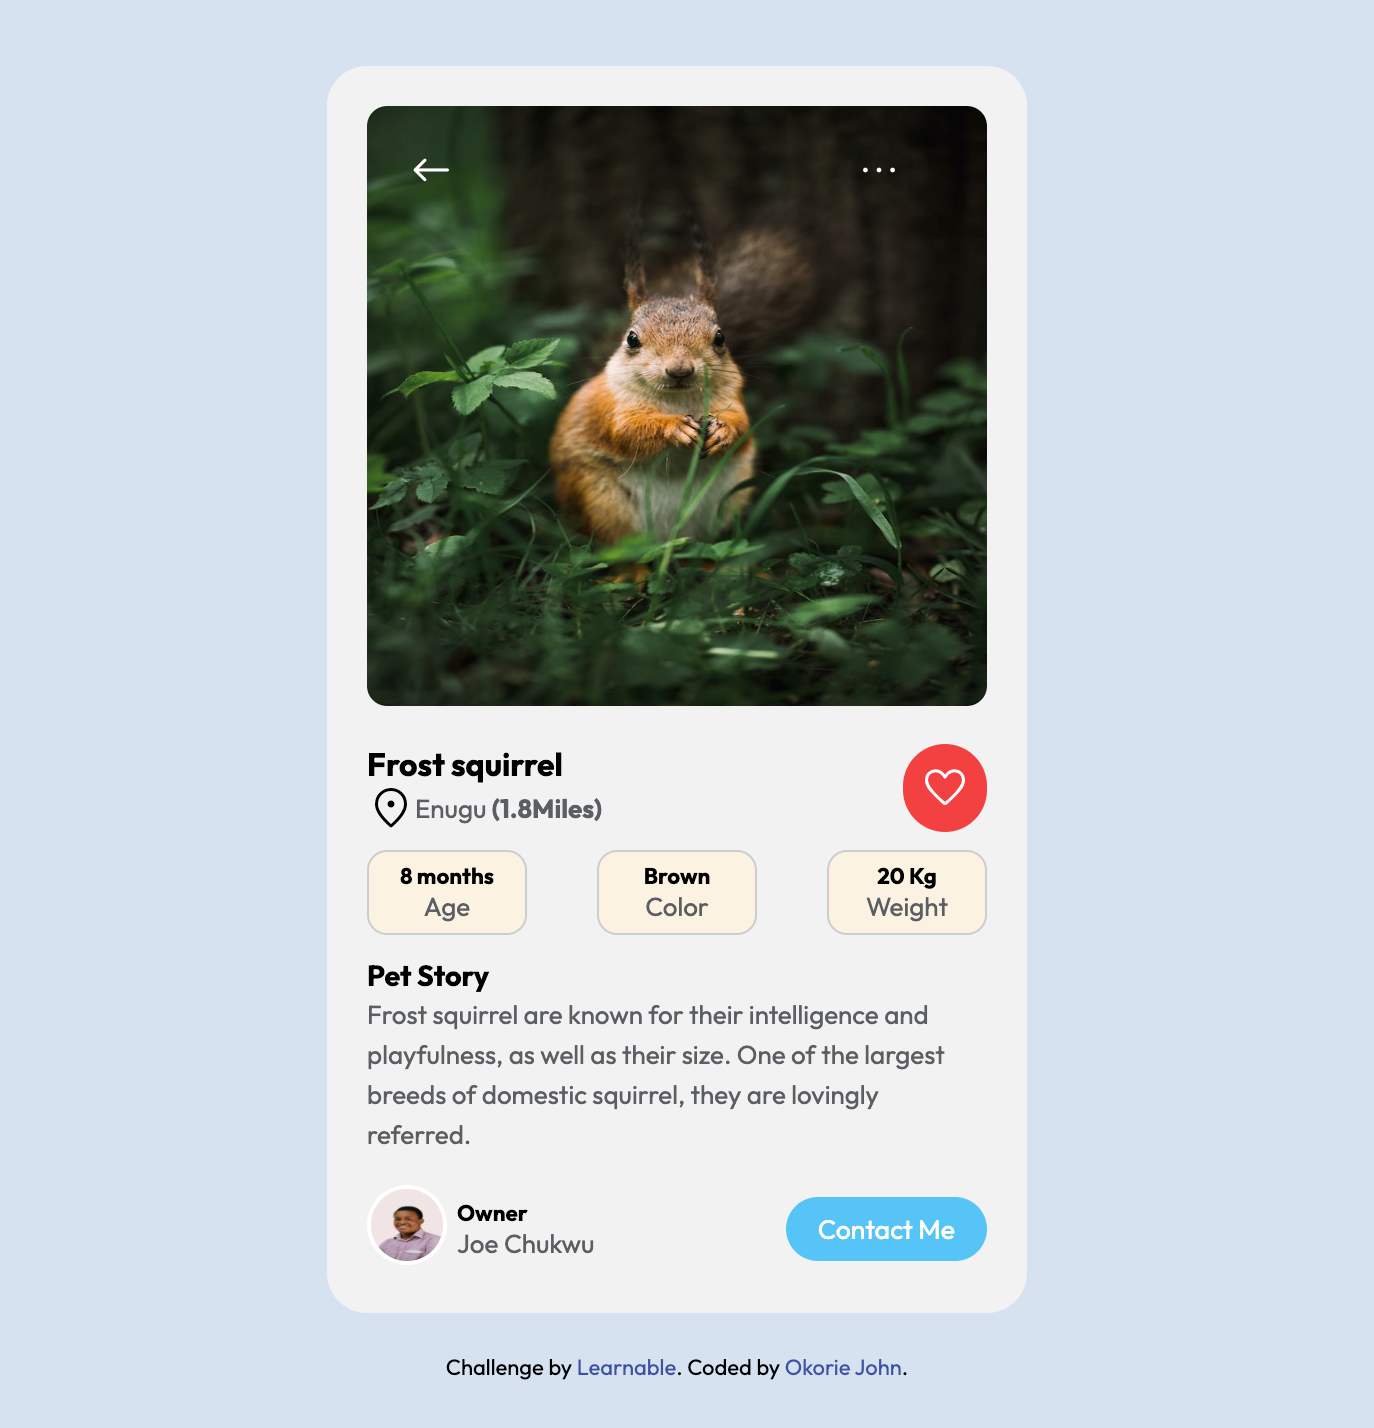 Frost squirrel
Enugu (1.8Miles)
8 months
Age
Brown
Color
20 Kg
Weight
Pet Story
Frost squirrel are known for their intelligence and
playfulness, as well as their size. One of the largest
breeds of domestic squirrel, they are lovingly
referred.
Owner
Joe Chukwu
Contact Me
Challenge by Learnable. Coded by Okorie John.